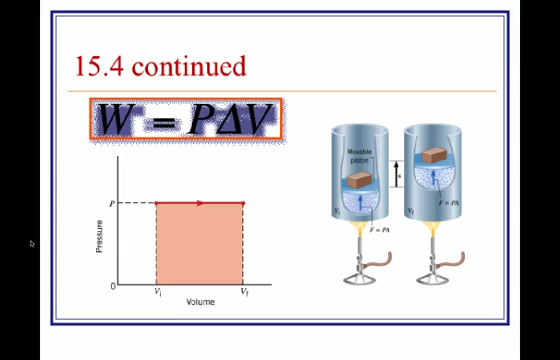 15.4 continued
W = PΔV
Pressure
P
0
Vi
Vf
Volume
Movable
piston
s
Vi
F = PA
Vf
F = PA